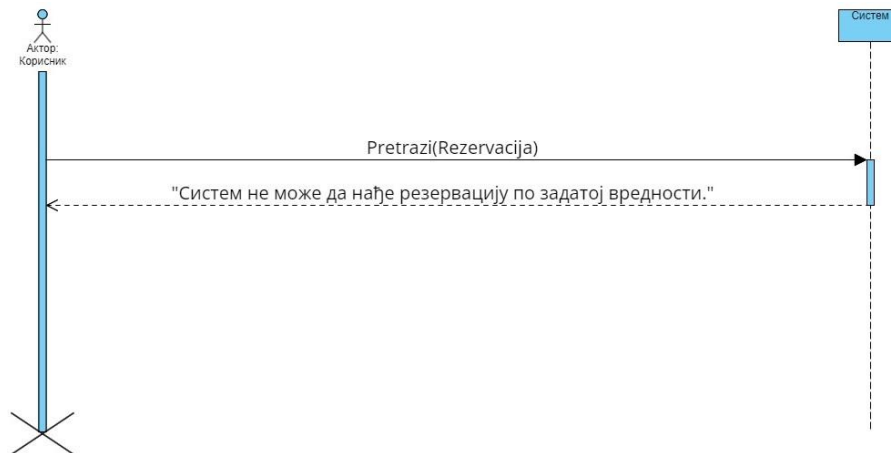 Актор:
Корисник
Систем
Pretrazi(Rezervacija)
"Систем не може да нађе резервацију по задатој вредности."